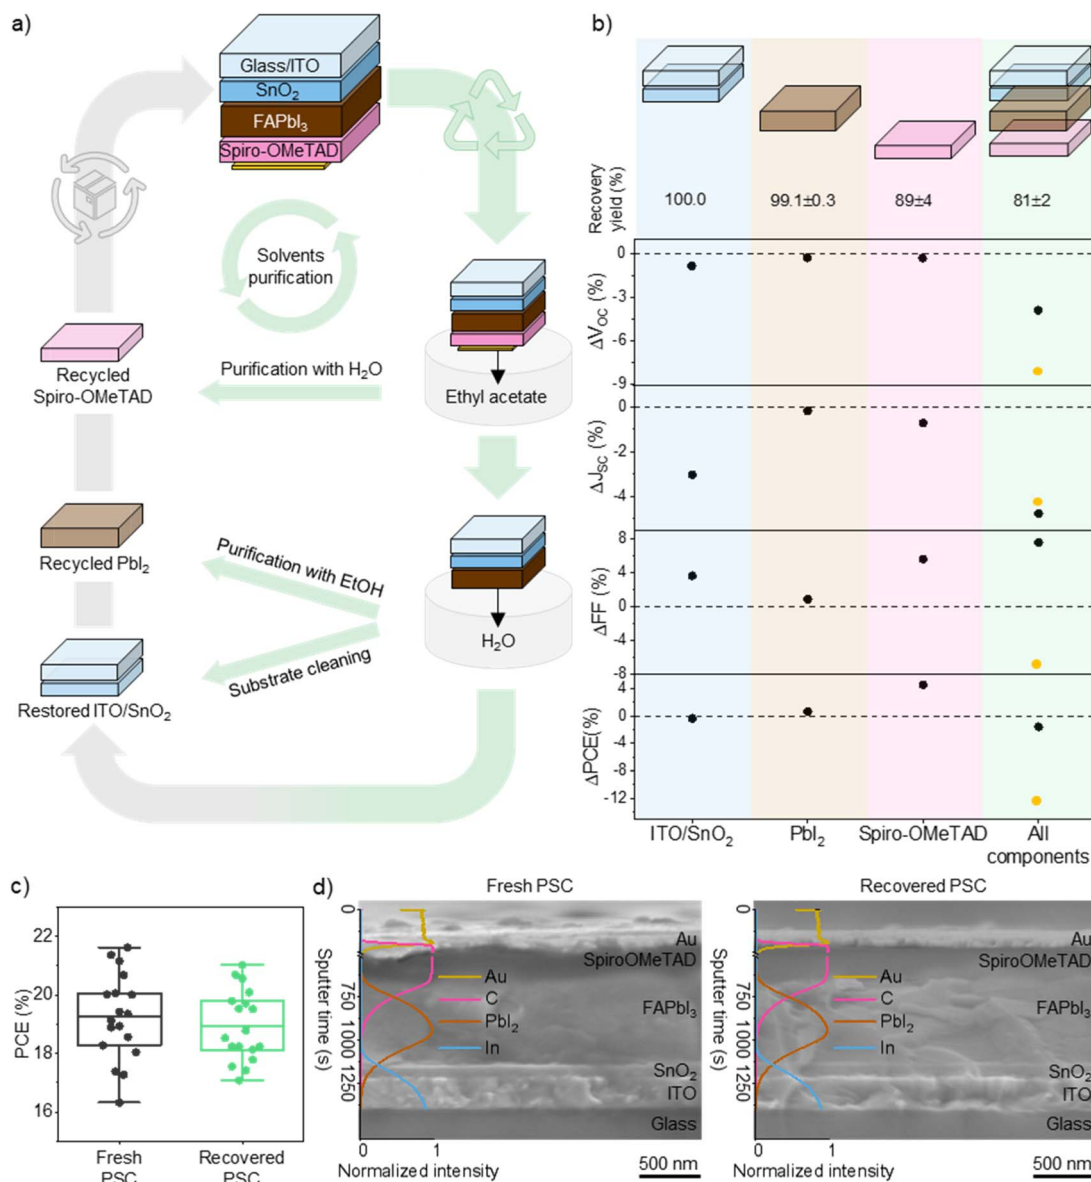 a)
Glass/ITO
SnO₂
FAPbI₃
Spiro-OMeTAD
Solvents
purification
Recycled
Spiro-OMeTAD
Purification with H₂O
Ethyl acetate
Recycled PbI₂
Purification with EtOH
H₂O
Substrate cleaning
Restored ITO/SnO₂
b)
Recovery
yield (%)
100.0
99.1±0.3
89±4
81±2
ΔV_OC (%)
0
-3
-6
-9
ΔJ_SC (%)
0
-2
-4
ΔFF (%)
8
4
0
-4
-8
ΔPCE(%)
4
0
-4
-8
-12
ITO/SnO₂
PbI₂
Spiro-OMeTAD
All
components
c)
PCE (%)
22
20
18
16
Fresh
PSC
Recovered
PSC
d)
Fresh PSC
Sputter time (s)
0
750
1000
1250
Au
SpiroOMeTAD
Au
C
FAPbI₃
PbI₂
In
SnO₂
ITO
Glass
0
1
Normalized intensity
500 nm
Recovered PSC
Sputter time (s)
0
750
1000
1250
Au
SpiroOMeTAD
Au
C
FAPbI₃
PbI₂
In
SnO₂
ITO
Glass
0
1
Normalized intensity
500 nm